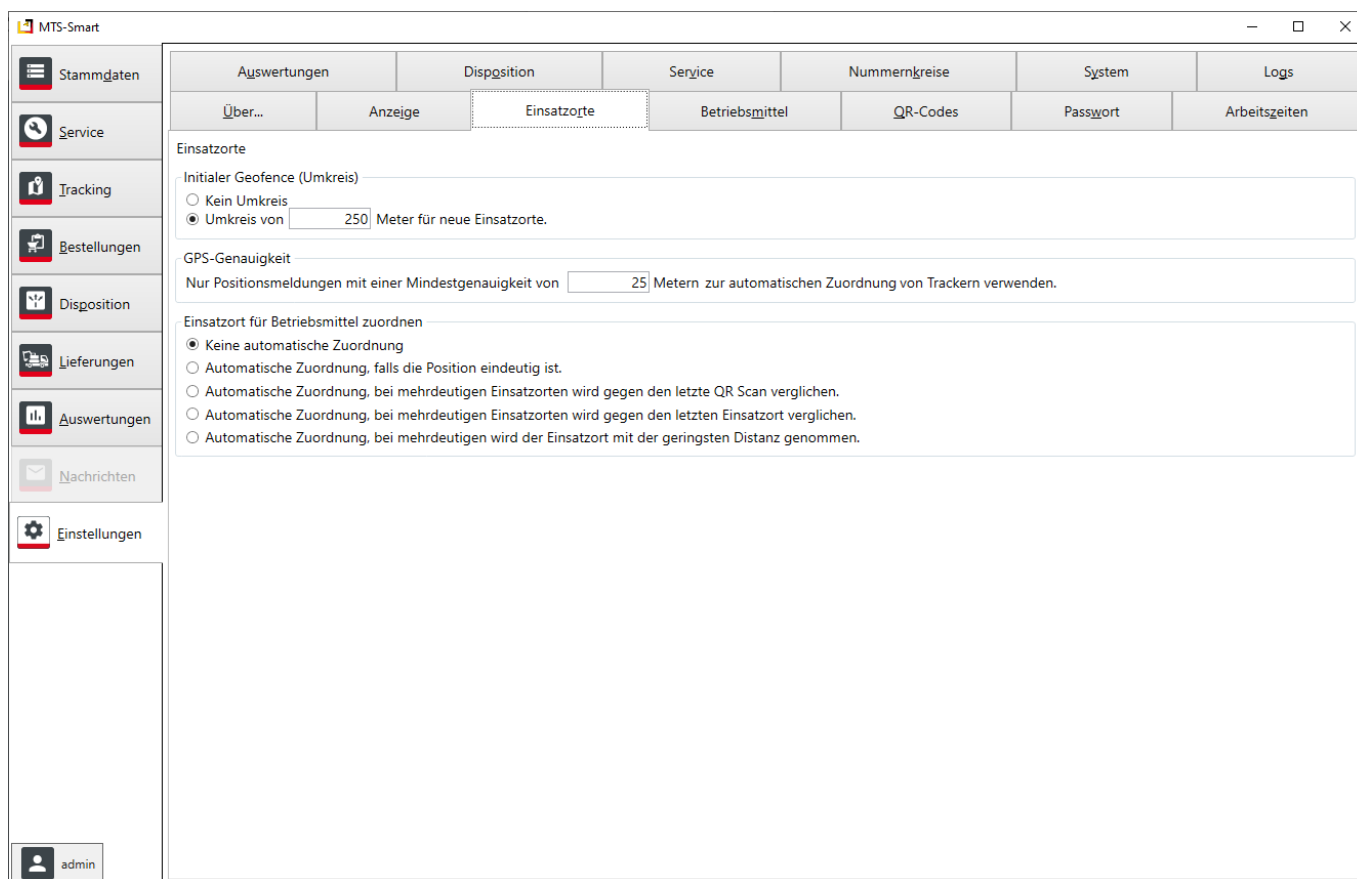 MTS-Smart
Stammdaten
Service
Tracking
Bestellungen
Disposition
Lieferungen
Auswertungen
Nachrichten
Einstellungen
admin
Auswertungen Disposition Service Nummernkreise System Logs
Über... Anzeige Einsatzorte Betriebsmittel QR-Codes Passwort Arbeitszeiten
Einsatzorte
Initialer Geofence (Umkreis)
Kein Umkreis
Umkreis von 250 Meter für neue Einsatzorte.
GPS-Genauigkeit
Nur Positionsmeldungen mit einer Mindestgenauigkeit von 25 Metern zur automatischen Zuordnung von Trackern verwenden.
Einsatzort für Betriebsmittel zuordnen
Keine automatische Zuordnung
Automatische Zuordnung, falls die Position eindeutig ist.
Automatische Zuordnung, bei mehrdeutigen Einsatzorten wird gegen den letzte QR Scan verglichen.
Automatische Zuordnung, bei mehrdeutigen Einsatzorten wird gegen den letzten Einsatzort verglichen.
Automatische Zuordnung, bei mehrdeutigen wird der Einsatzort mit der geringsten Distanz genommen.